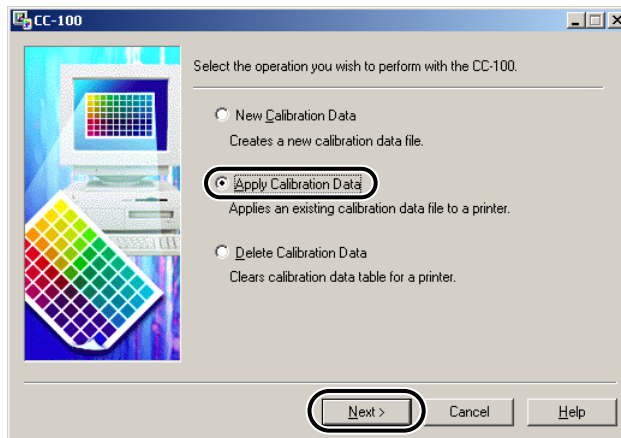 CC-100
Select the operation you wish to perform with the CC-100.
New Calibration Data
Creates a new calibration data file.
Apply Calibration Data
Applies an existing calibration data file to a printer.
Delete Calibration Data
Clears calibration data table for a printer.
Next >
Cancel
Help